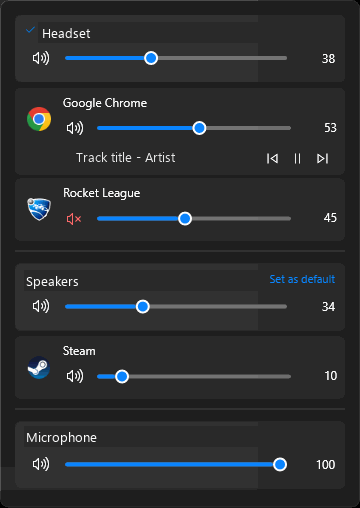 Headset
38
Google Chrome
53
Track title - Artist
Rocket League
45
Speakers
Set as default
34
Steam
10
Microphone
100